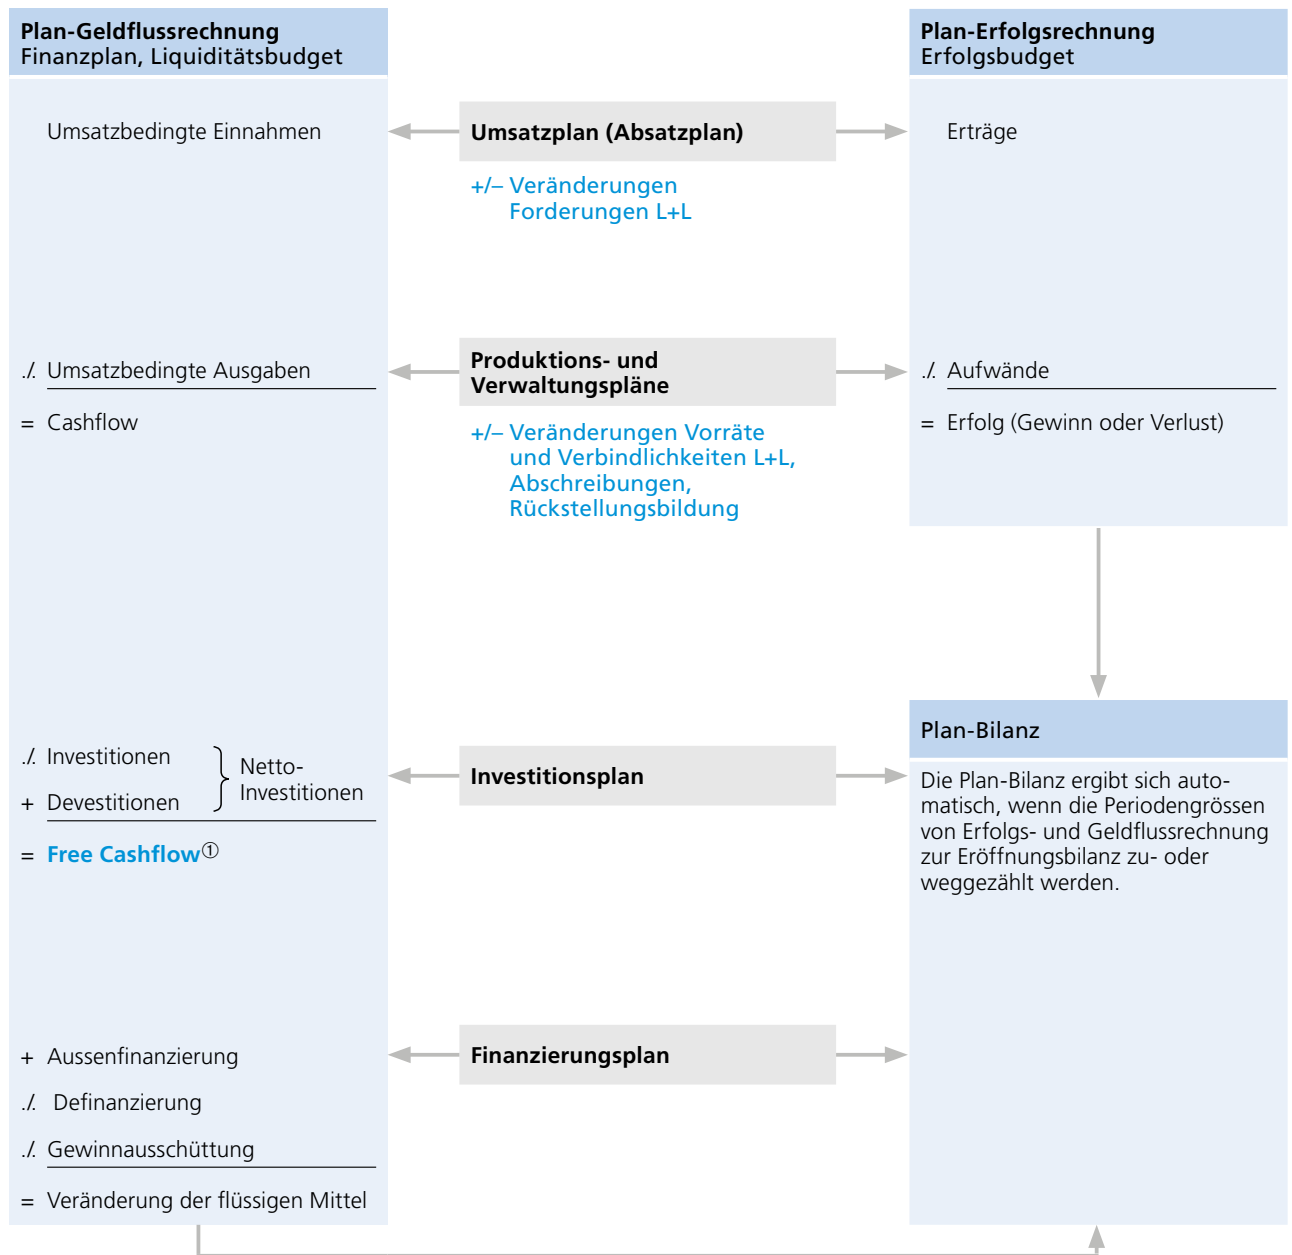 Plan-Geldflussrechnung
Finanzplan, Liquiditätsbudget
Plan-Erfolgsrechnung
Erfolgsbudget
Umsatzbedingte Einnahmen
Umsatzplan (Absatzplan)
Erträge
+/– Veränderungen
Forderungen L+L
./. Umsatzbedingte Ausgaben
Produktions- und
Verwaltungspläne
./. Aufwände
= Cashflow
= Erfolg (Gewinn oder Verlust)
+/– Veränderungen Vorräte
und Verbindlichkeiten L+L,
Abschreibungen,
Rückstellungsbildung
./. Investitionen
+ Devestitionen
Netto-
Investitionen
= Free Cashflow①
Investitionsplan
Plan-Bilanz
Die Plan-Bilanz ergibt sich auto-
matisch, wenn die Periodengrössen
von Erfolgs- und Geldflussrechnung
zur Eröffnungsbilanz zu- oder
weggezählt werden.
+ Aussenfinanzierung
Finanzierungsplan
./. Definanzierung
./. Gewinnausschüttung
= Veränderung der flüssigen Mittel